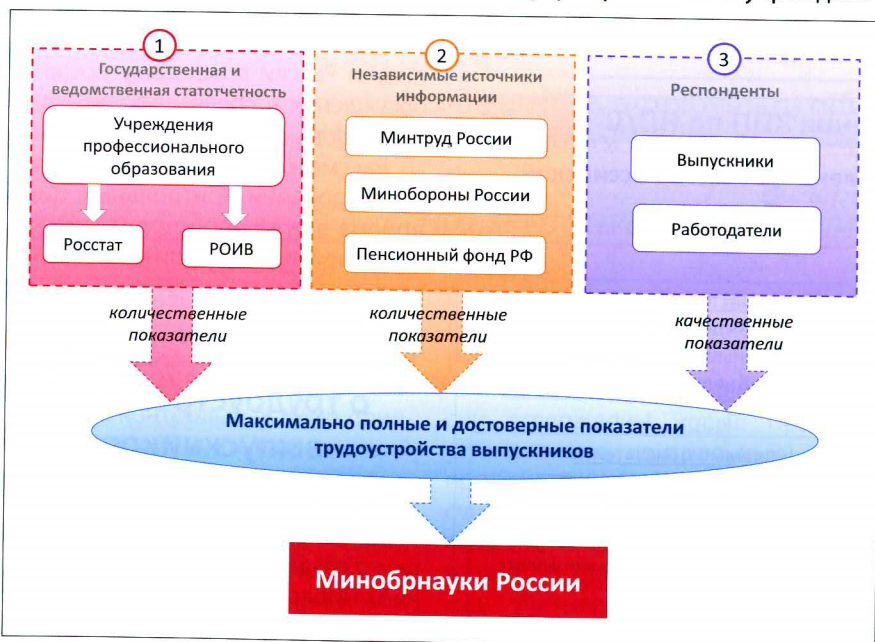 1
Государственная и
ведомственная статотчетность
Учреждения
профессионального
образования
Росстат
РОИВ
количественные
показатели
2
Независимые источники
информации
Минтруд России
Минобороны России
Пенсионный фонд РФ
количественные
показатели
3
Респонденты
Выпускники
Работодатели
качественные
показатели
Максимально полные и достоверные показатели
трудоустройства выпускников
Минобрнауки России